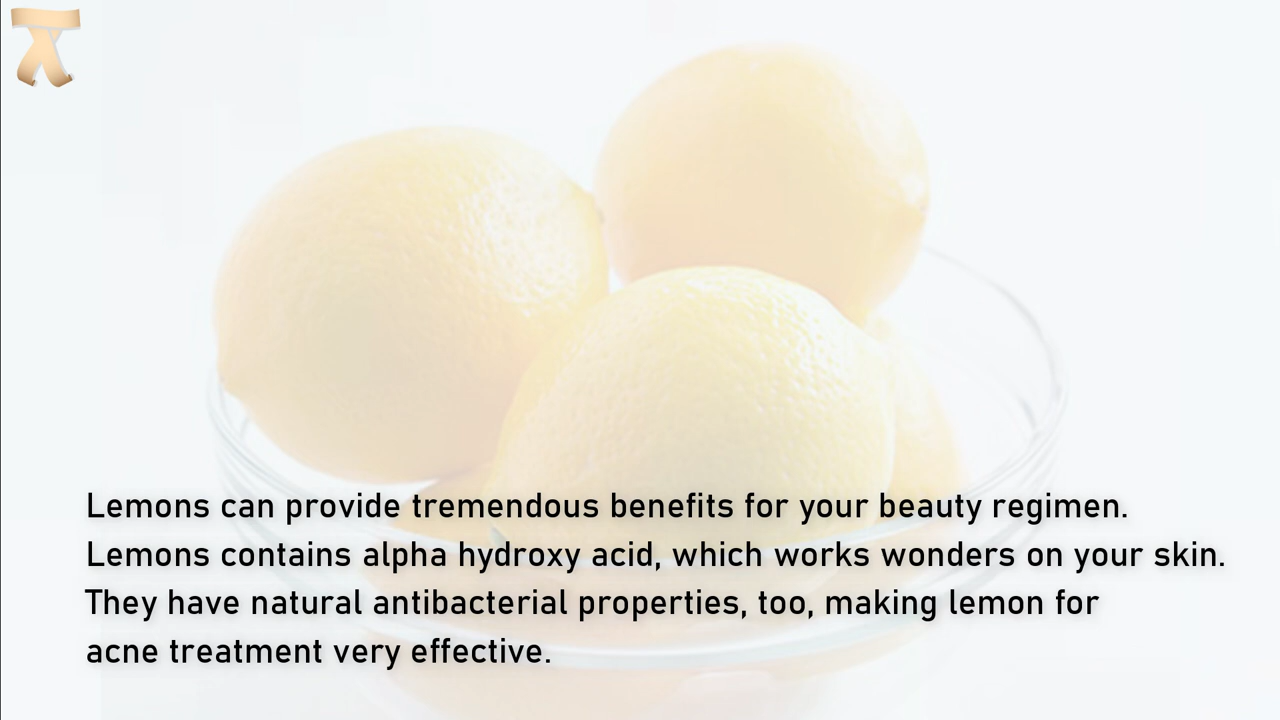 Lemons can provide tremendous benefits for your beauty regimen.
Lemons contains alpha hydroxy acid, which works wonders on your skin.
They have natural antibacterial properties, too, making lemon for
acne treatment very effective.